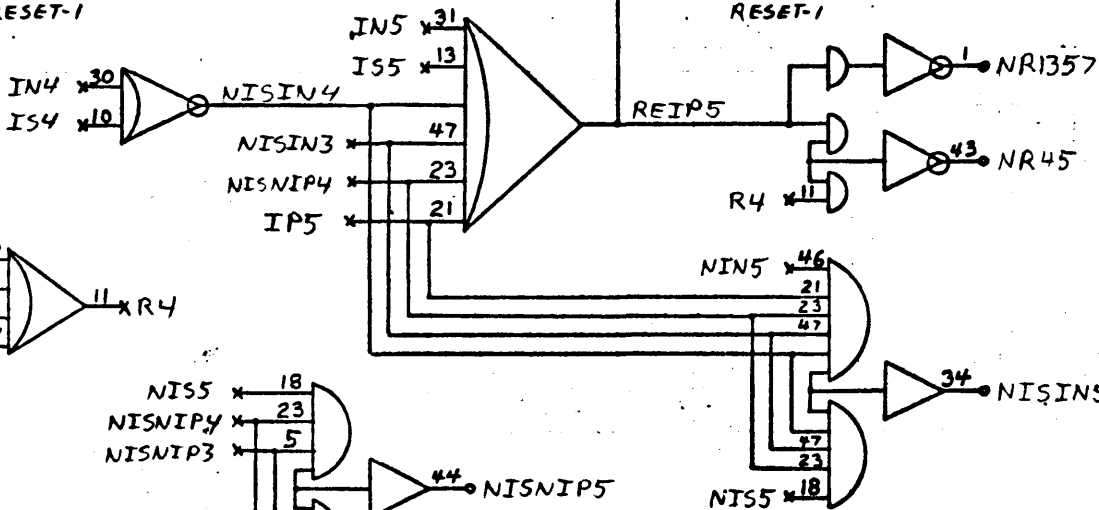 RESET-1
RESET-1
IN5 31
IS5 13
IN4 30
IS4 10
NISIN4
NISIN3 47
NISNIP4 23
IP5 21
REIP5
1 NR1357
43 NR45
R4 11
11 R4
NIN5 46
21
23
47
34 NISIN5
47
23
NIS5 18
NIS5 18
NISNIP4 23
NISNIP3 5
44 NISNIP5